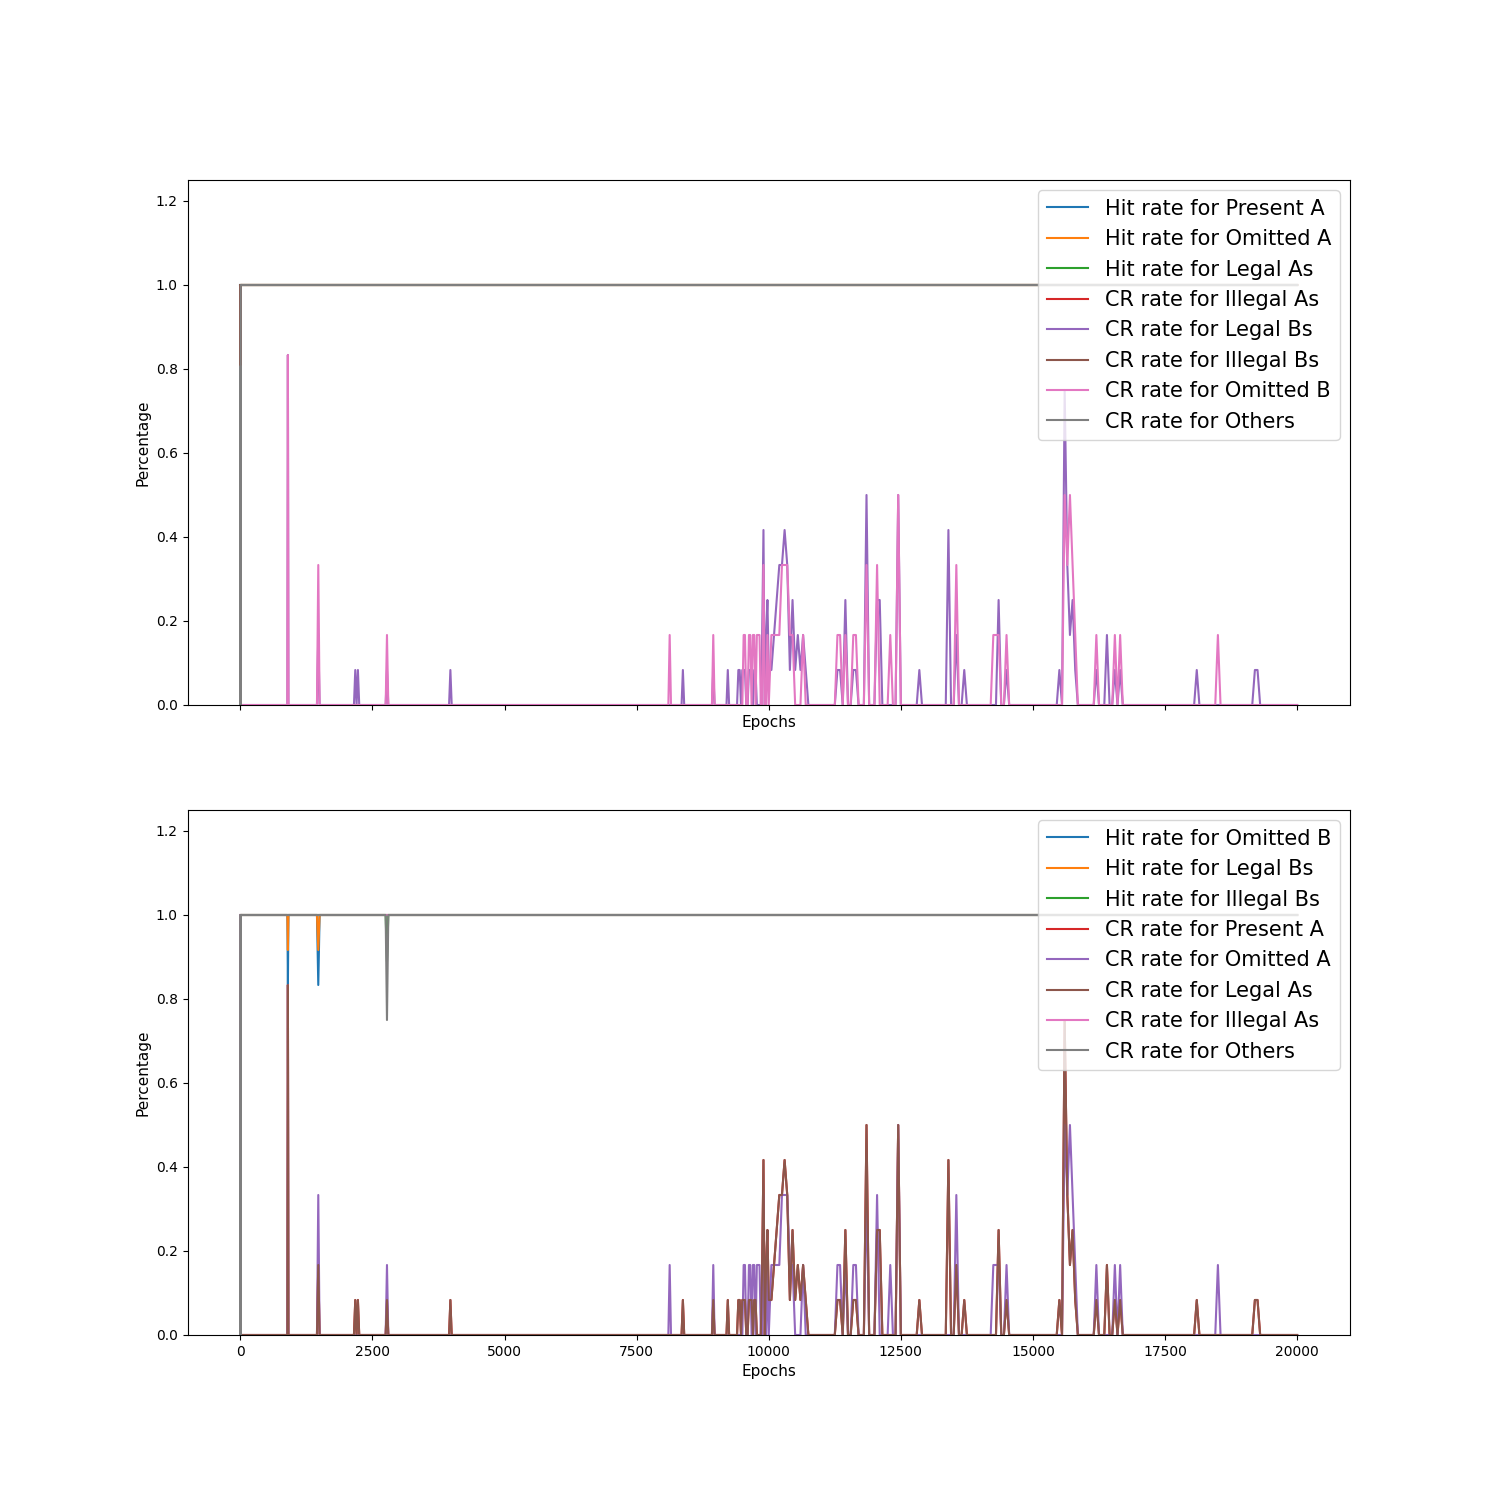 1.2
1.0
0.8
0.6
0.4
0.2
0.0
Percentage
Epochs
Hit rate for Present A
Hit rate for Omitted A
Hit rate for Legal As
CR rate for Illegal As
CR rate for Legal Bs
CR rate for Illegal Bs
CR rate for Omitted B
CR rate for Others
1.2
1.0
0.8
0.6
0.4
0.2
0.0
Percentage
Hit rate for Omitted B
Hit rate for Legal Bs
Hit rate for Illegal Bs
CR rate for Present A
CR rate for Omitted A
CR rate for Legal As
CR rate for Illegal As
CR rate for Others
0 2500 5000 7500 10000 12500 15000 17500 20000
Epochs